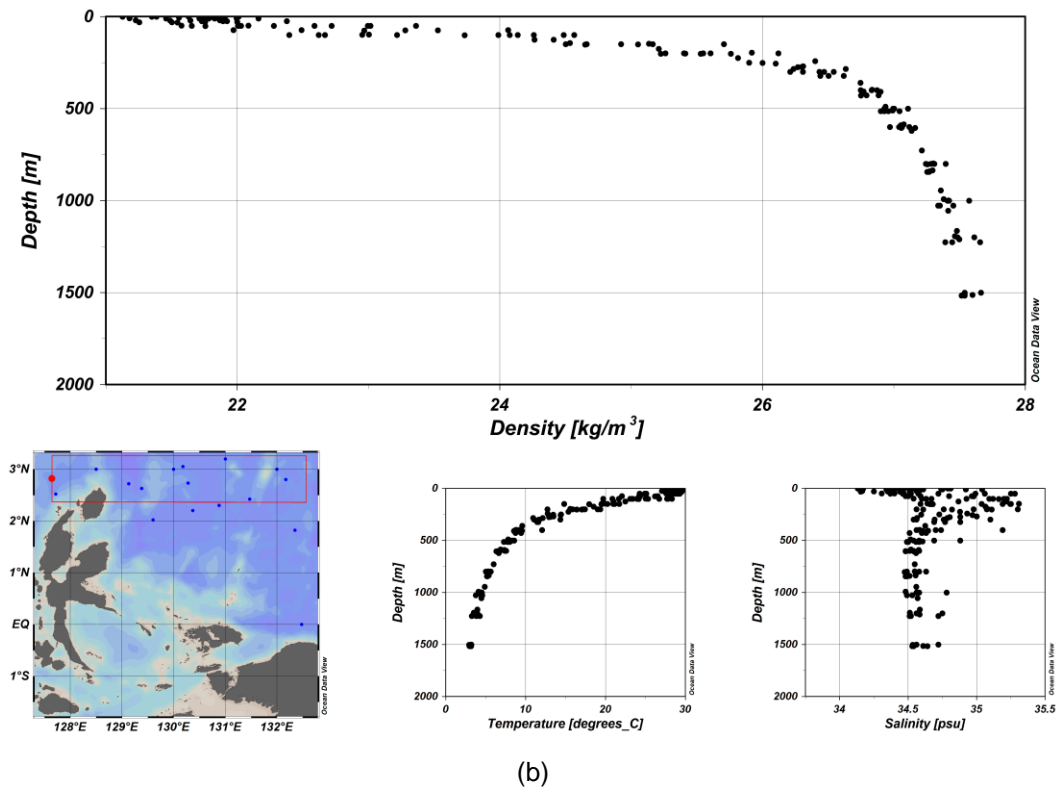 0
500
1000
1500
2000
Depth [m]
22
24
26
28
Density [kg/m³]
Ocean Data View
3°N
2°N
1°N
EQ
1°S
128°E
129°E
130°E
131°E
132°E
Ocean Data View
0
500
1000
1500
2000
Depth [m]
0
10
20
30
Temperature [degrees_C]
Ocean Data View
0
500
1000
1500
2000
Depth [m]
34
34.5
35
35.5
Salinity [psu]
Ocean Data View
(b)